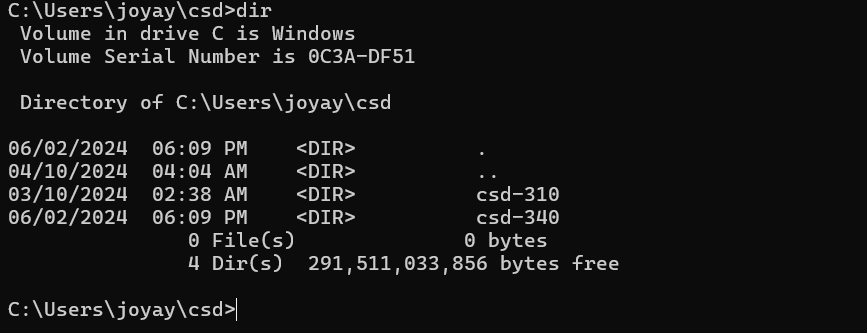 C:\Users\joyay\csd>dir
 Volume in drive C is Windows
 Volume Serial Number is 0C3A-DF51

 Directory of C:\Users\joyay\csd

06/02/2024  06:09 PM    <DIR>          .
04/10/2024  04:04 AM    <DIR>          ..
03/10/2024  02:38 AM    <DIR>          csd-310
06/02/2024  06:09 PM    <DIR>          csd-340
               0 File(s)              0 bytes
               4 Dir(s)  291,511,033,856 bytes free

C:\Users\joyay\csd>